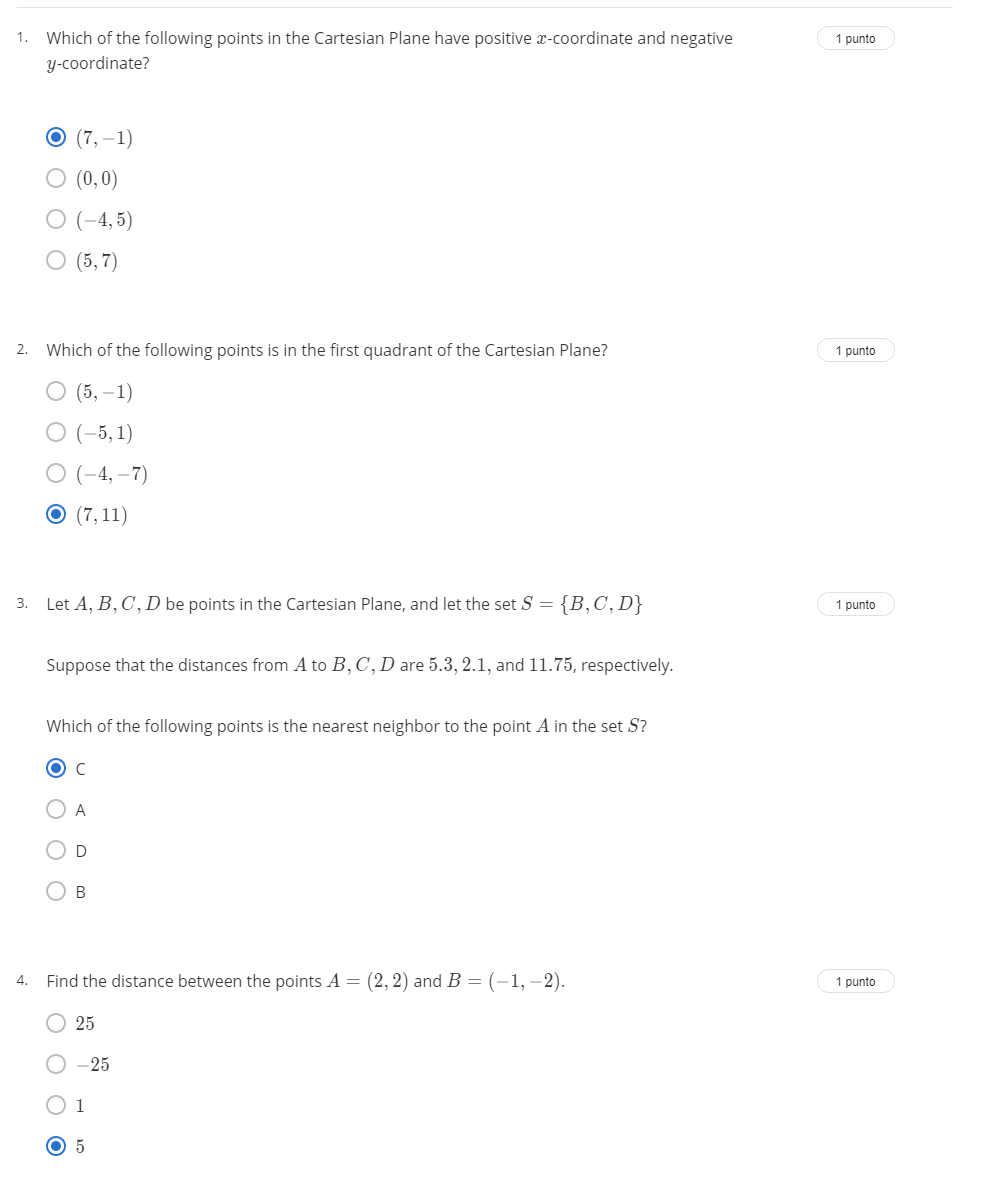 1. Which of the following points in the Cartesian Plane have positive x-coordinate and negative 1 punto
y-coordinate?
(7, −1)
(0, 0)
(−4, 5)
(5, 7)
2. Which of the following points is in the first quadrant of the Cartesian Plane? 1 punto
(5, −1)
(−5, 1)
(−4, −7)
(7, 11)
3. Let A, B, C, D be points in the Cartesian Plane, and let the set S = {B, C, D} 1 punto
Suppose that the distances from A to B, C, D are 5.3, 2.1, and 11.75, respectively.
Which of the following points is the nearest neighbor to the point A in the set S?
C
A
D
B
4. Find the distance between the points A = (2, 2) and B = (−1, −2). 1 punto
25
−25
1
5